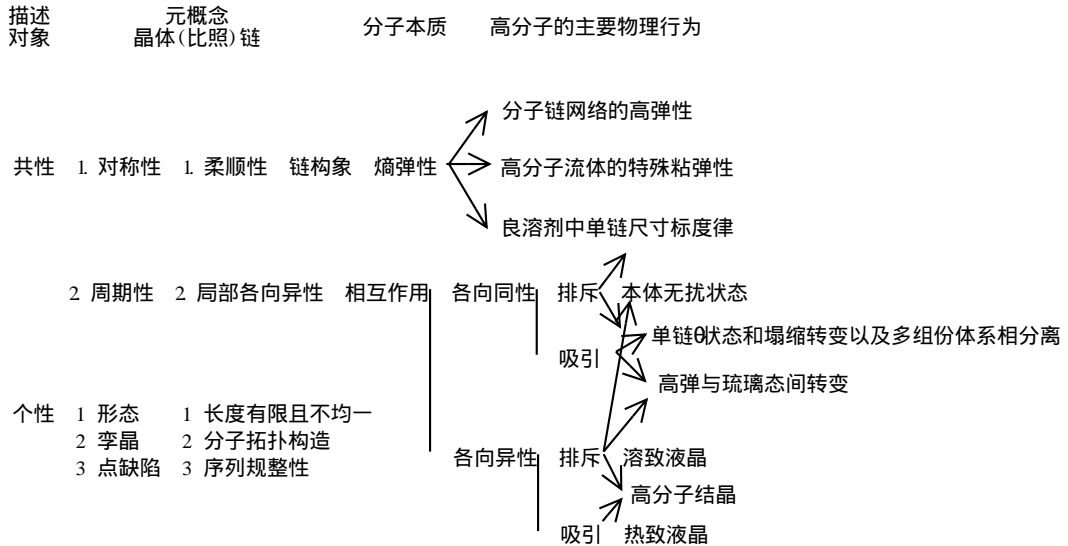 描述 元概念 分子本质 高分子的主要物理行为
对象 晶体(比照)链
分子链网络的高弹性
共性 1. 对称性 1. 柔顺性 链构象 熵弹性 高分子流体的特殊粘弹性
良溶剂中单链尺寸标度律
2 周期性 2 局部各向异性 相互作用 各向同性 排斥 本体无扰状态
单链θ状态和塌缩转变以及多组份体系相分离
吸引
高弹与琉璃态间转变
个性 1 形态 1 长度有限且不均一
2 孪晶 2 分子拓扑构造
各向异性 排斥 溶致液晶
3 点缺陷 3 序列规整性
高分子结晶
吸引 热致液晶